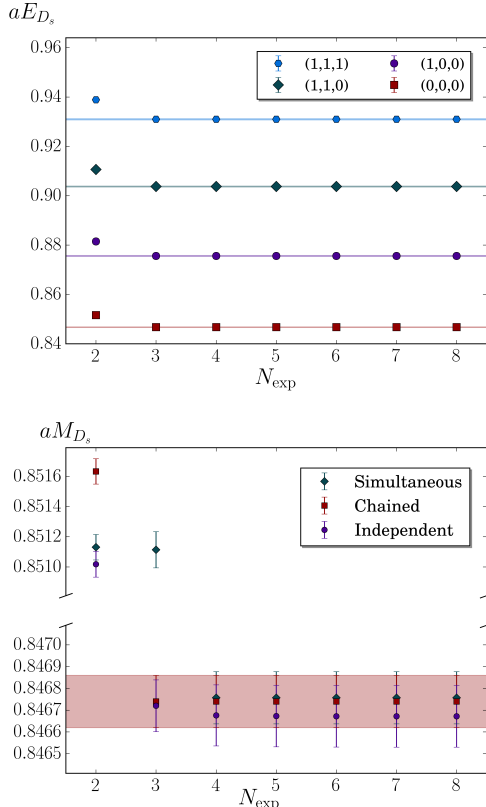 aE_{D_s}
0.96
0.94
0.92
0.90
0.88
0.86
0.84
(1,1,1) (1,0,0)
(1,1,0) (0,0,0)
2 3 4 5 6 7 8
N_exp
aM_{D_s}
0.8516
0.8514
0.8512
0.8510
Simultaneous
Chained
Independent
0.8470
0.8469
0.8468
0.8467
0.8466
0.8465
2 3 4 5 6 7 8
N_exp